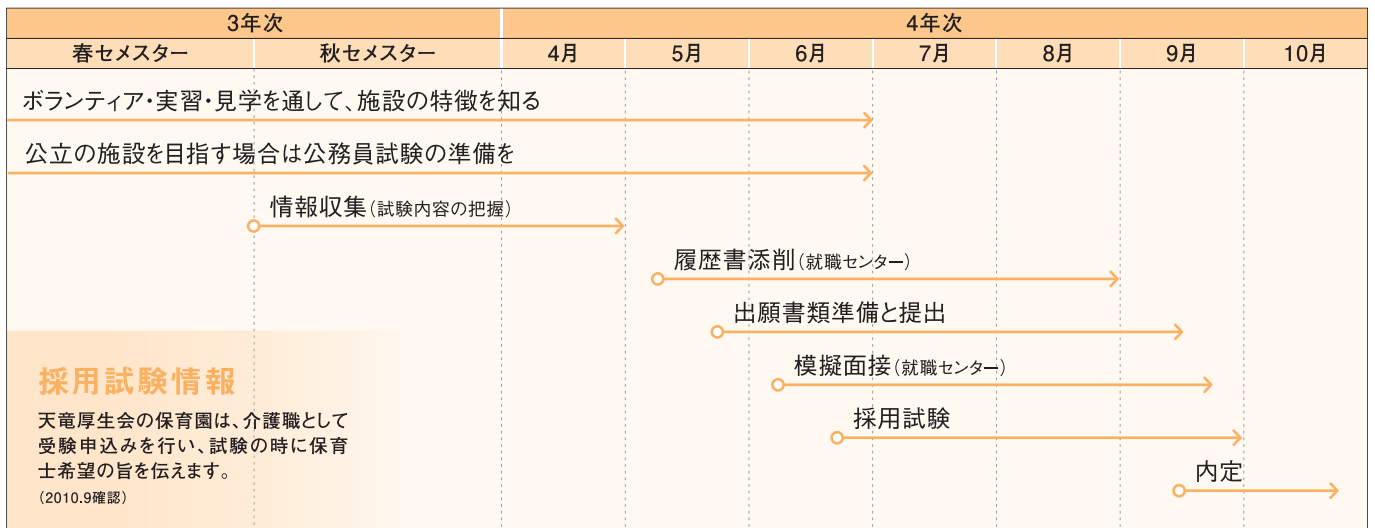 3年次 4年次
春セメスター 秋セメスター 4月 5月 6月 7月 8月 9月 10月
ボランティア・実習・見学を通して、施設の特徴を知る
公立の施設を目指す場合は公務員試験の準備を
情報収集(試験内容の把握)
履歴書添削(就職センター)
出願書類準備と提出
模擬面接(就職センター)
採用試験
内定
採用試験情報
天竜厚生会の保育園は、介護職として
受験申込みを行い、試験の時に保育
士希望の旨を伝えます。
(2010.9確認)